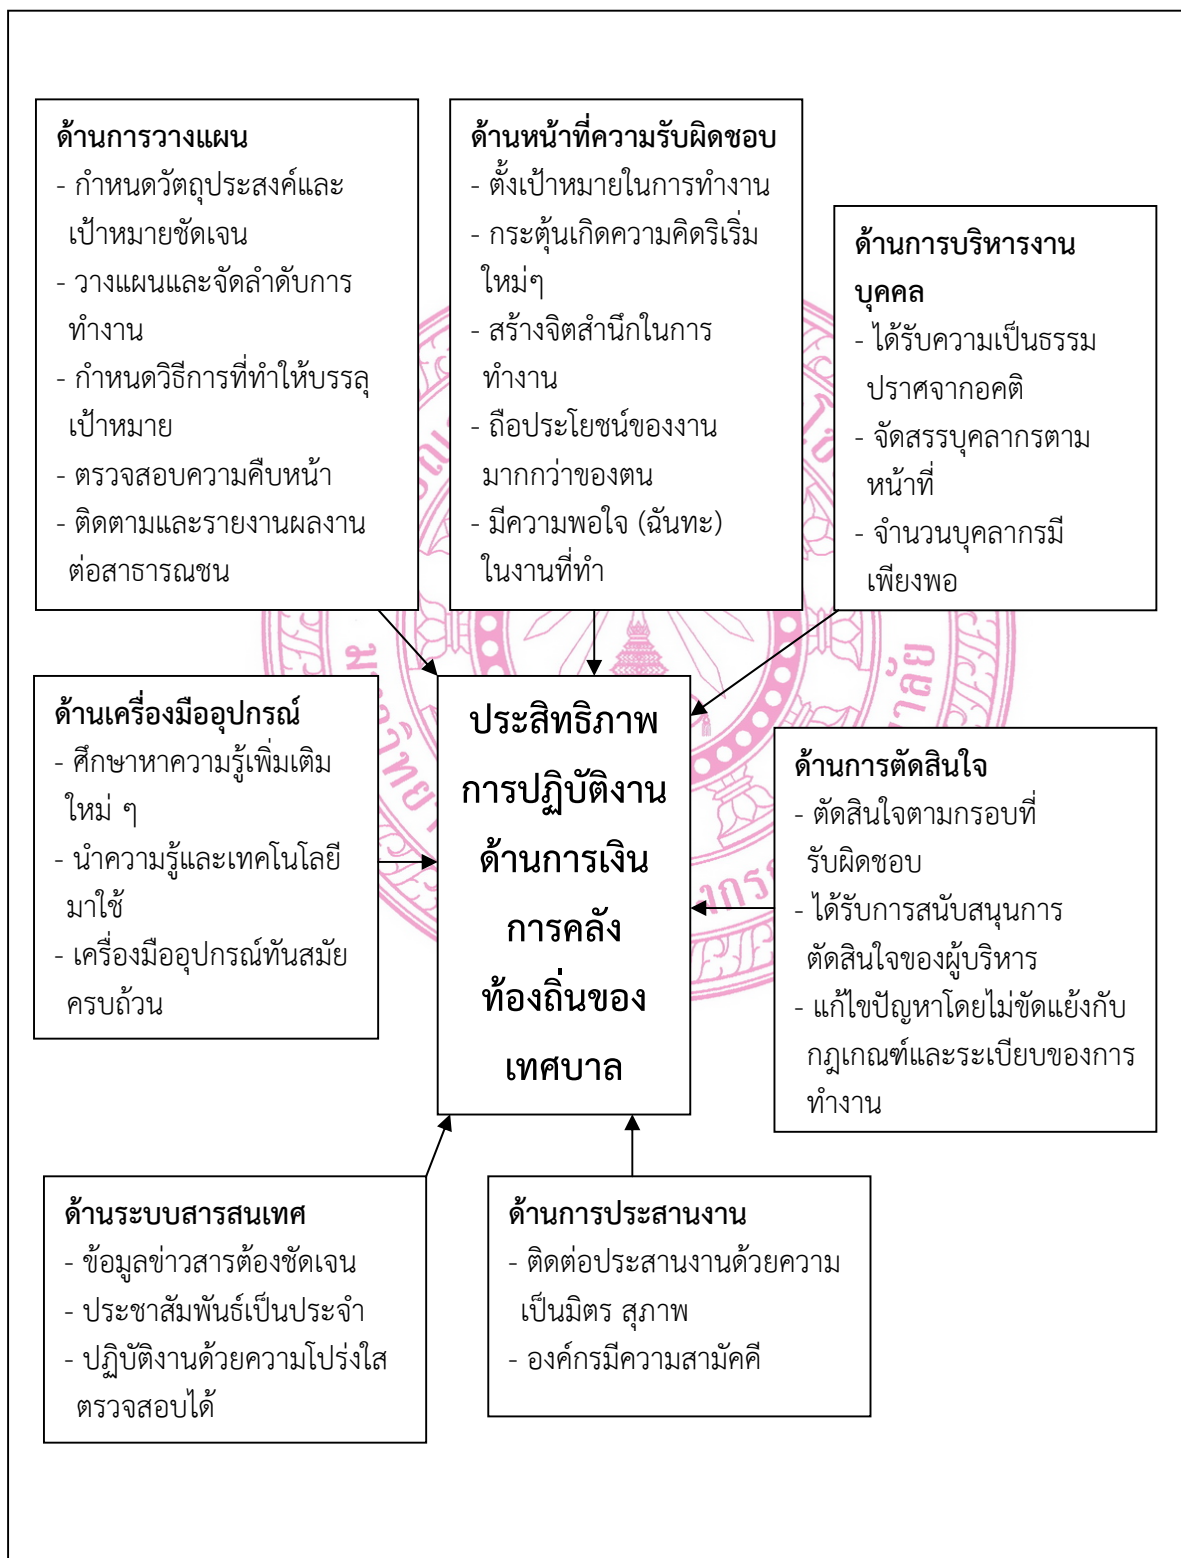 ด้านการวางแผน
- กำหนดวัตถุประสงค์และ
เป้าหมายชัดเจน
- วางแผนและจัดลำดับการ
ทำงาน
- กำหนดวิธีการที่ทำให้บรรลุ
เป้าหมาย
- ตรวจสอบความคืบหน้า
- ติดตามและรายงานผลงาน
ต่อสาธารณชน
ด้านหน้าที่ความรับผิดชอบ
- ตั้งเป้าหมายในการทำงาน
- กระตุ้นเกิดความคิดริเริ่ม
ใหม่ๆ
- สร้างจิตสำนึกในการ
ทำงาน
- ถือประโยชน์ของงาน
มากกว่าของตน
- มีความพอใจ (ฉันทะ)
ในงานที่ทำ
ด้านการบริหารงาน
บุคคล
- ได้รับความเป็นธรรม
ปราศจากอคติ
- จัดสรรบุคลากรตาม
หน้าที่
- จำนวนบุคลากรมี
เพียงพอ
ด้านเครื่องมืออุปกรณ์
- ศึกษาหาความรู้เพิ่มเติม
ใหม่ ๆ
- นำความรู้และเทคโนโลยี
มาใช้
- เครื่องมืออุปกรณ์ทันสมัย
ครบถ้วน
ประสิทธิภาพ
การปฏิบัติงาน
ด้านการเงิน
การคลัง
ท้องถิ่นของ
เทศบาล
ด้านการตัดสินใจ
- ตัดสินใจตามกรอบที่
รับผิดชอบ
- ได้รับการสนับสนุนการ
ตัดสินใจของผู้บริหาร
- แก้ไขปัญหาโดยไม่ขัดแย้งกับ
กฎเกณฑ์และระเบียบของการ
ทำงาน
ด้านระบบสารสนเทศ
- ข้อมูลข่าวสารต้องชัดเจน
- ประชาสัมพันธ์เป็นประจำ
- ปฏิบัติงานด้วยความโปร่งใส
ตรวจสอบได้
ด้านการประสานงาน
- ติดต่อประสานงานด้วยความ
เป็นมิตร สุภาพ
- องค์กรมีความสามัคคี